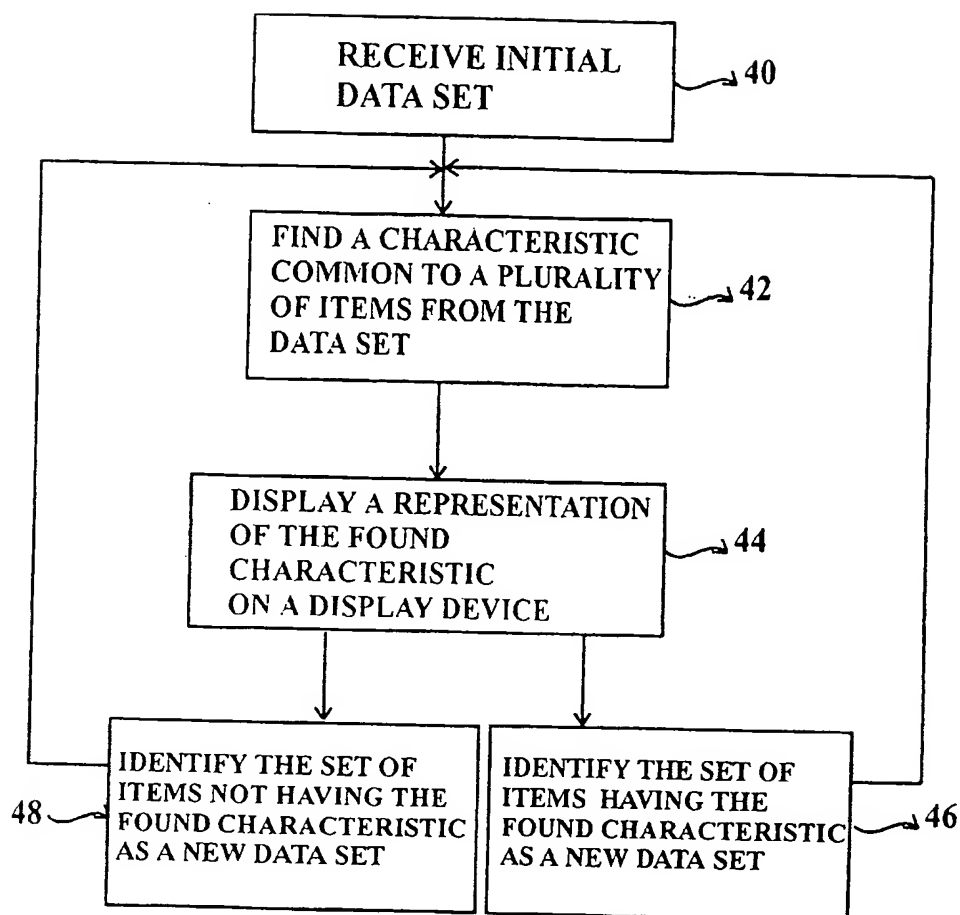 RECEIVE INITIAL
DATA SET
40
FIND A CHARACTERISTIC
COMMON TO A PLURALITY
OF ITEMS FROM THE
DATA SET
42
DISPLAY A REPRESENTATION
OF THE FOUND
CHARACTERISTIC
ON A DISPLAY DEVICE
44
48
IDENTIFY THE SET OF
ITEMS NOT HAVING THE
FOUND CHARACTERISTIC
AS A NEW DATA SET
IDENTIFY THE SET OF
ITEMS HAVING THE
FOUND CHARACTERISTIC
AS A NEW DATA SET
46